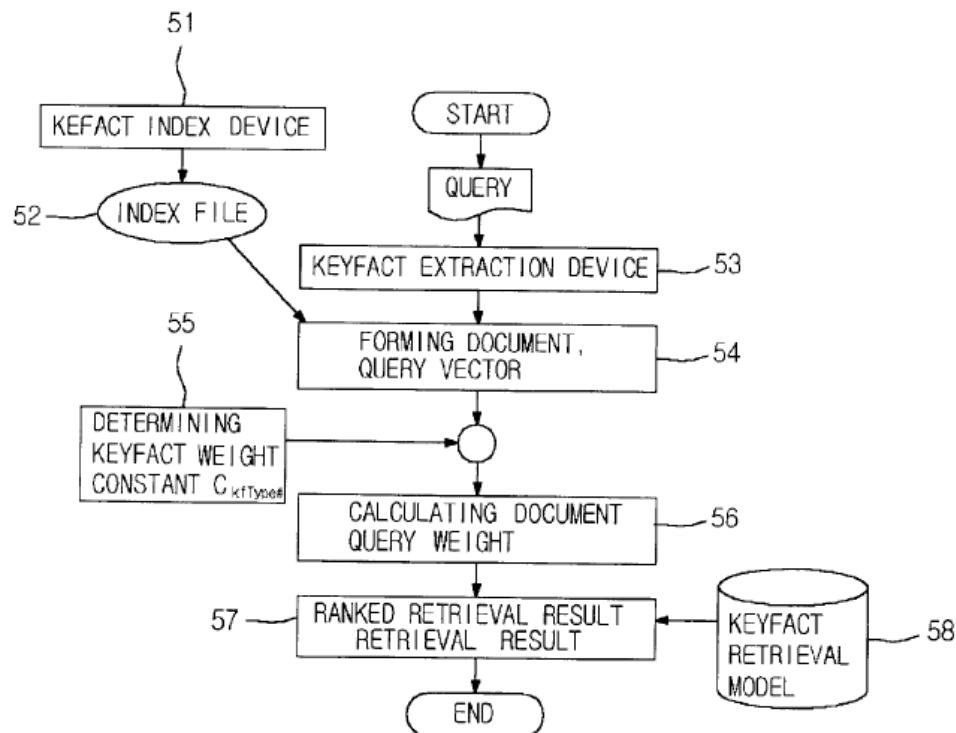 51
KEFACT INDEX DEVICE
START
QUERY
52
INDEX FILE
KEYFACT EXTRACTION DEVICE
53
FORMING DOCUMENT,
QUERY VECTOR
54
55
DETERMINING
KEYFACT WEIGHT
CONSTANT C kfType#
CALCULATING DOCUMENT
QUERY WEIGHT
56
57
RANKED RETRIEVAL RESULT
RETRIEVAL RESULT
KEYFACT
RETRIEVAL
MODEL
58
END